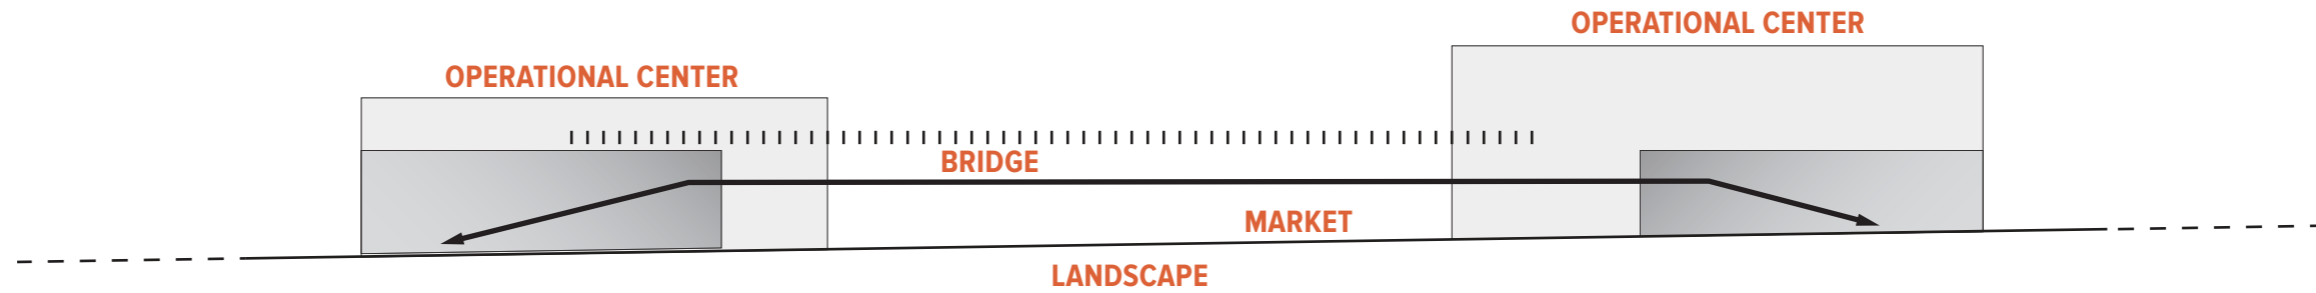 OPERATIONAL CENTER
OPERATIONAL CENTER
BRIDGE
MARKET
LANDSCAPE